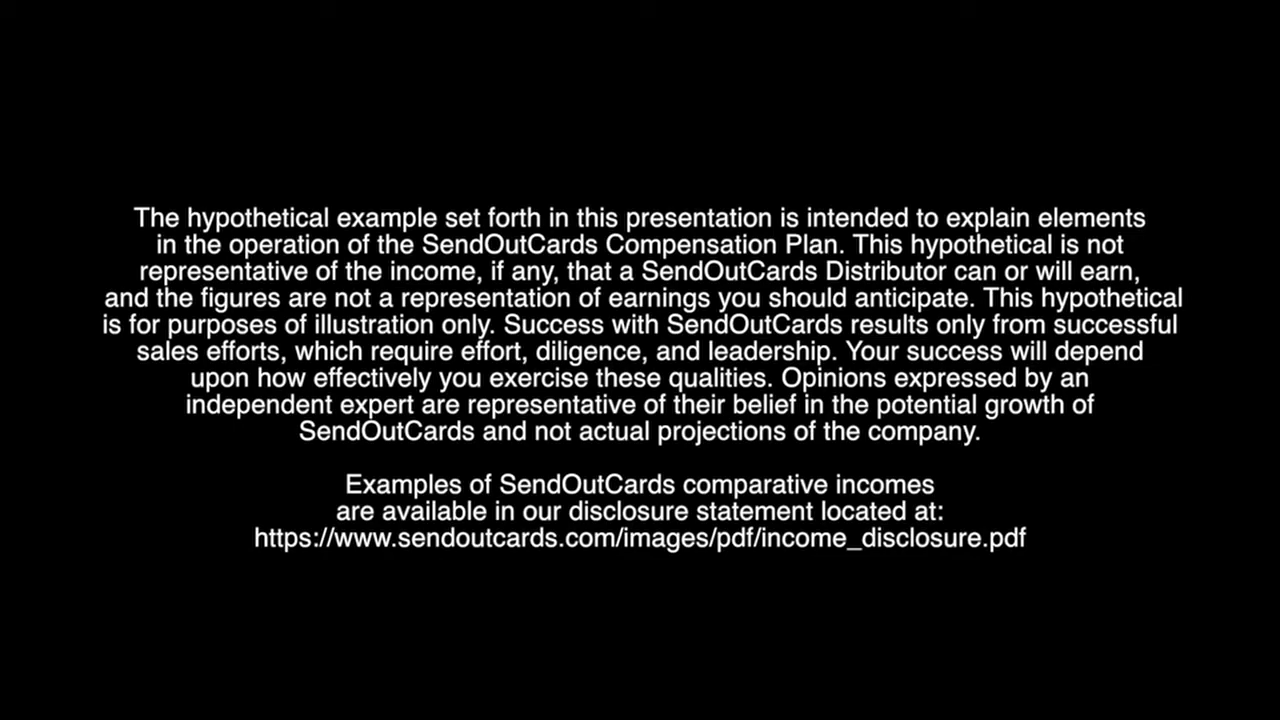 The hypothetical example set forth in this presentation is intended to explain elements
in the operation of the SendOutCards Compensation Plan. This hypothetical is not
representative of the income, if any, that a SendOutCards Distributor can or will earn,
and the figures are not a representation of earnings you should anticipate. This hypothetical
is for purposes of illustration only. Success with SendOutCards results only from successful
sales efforts, which require effort, diligence, and leadership. Your success will depend
upon how effectively you exercise these qualities. Opinions expressed by an
independent expert are representative of their belief in the potential growth of
SendOutCards and not actual projections of the company.
Examples of SendOutCards comparative incomes
are available in our disclosure statement located at:
https://www.sendoutcards.com/images/pdf/income_disclosure.pdf